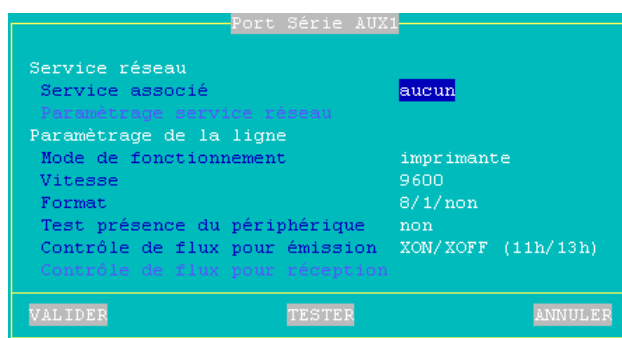 Port Série AUX1
Service réseau
Service associé aucun
Paramètrage service réseau
Paramètrage de la ligne
Mode de fonctionnement imprimante
Vitesse 9600
Format 8/1/non
Test présence du périphérique non
Contrôle de flux pour émission XON/XOFF (11h/13h)
Contrôle de flux pour réception
VALIDER TESTER ANNULER